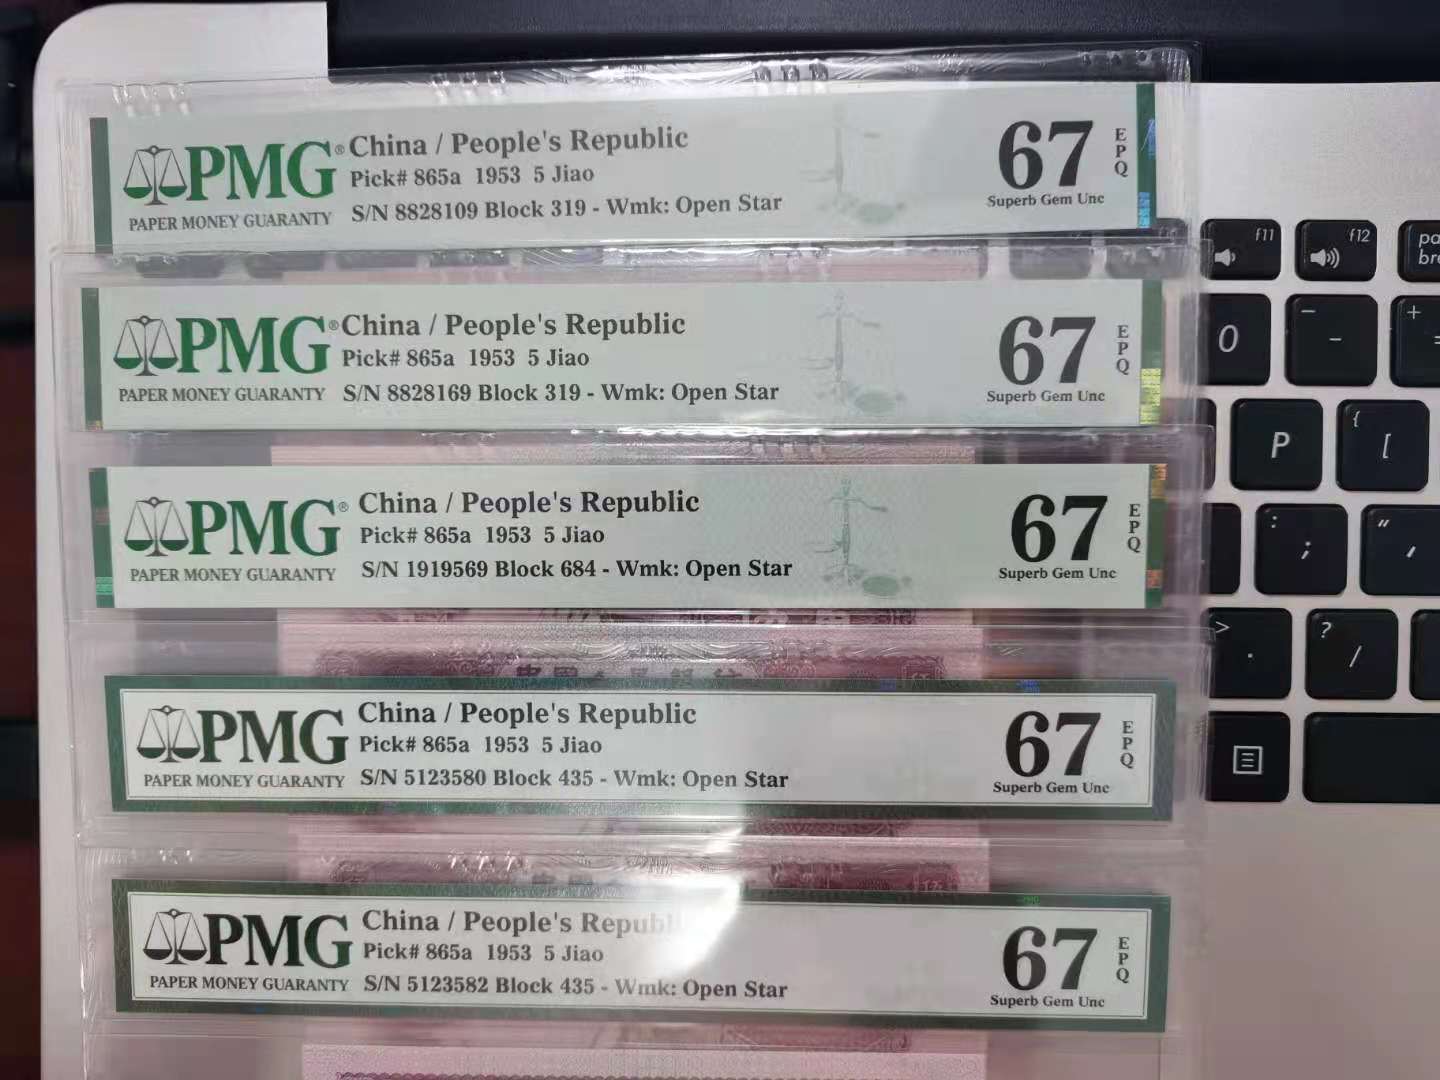 PMG® China / People's Republic
Pick# 865a 1953 5 Jiao
PAPER MONEY GUARANTY S/N 8828109 Block 319 - Wmk: Open Star
67 EPQ
Superb Gem Unc
PMG® China / People's Republic
Pick# 865a 1953 5 Jiao
PAPER MONEY GUARANTY S/N 8828169 Block 319 - Wmk: Open Star
67 EPQ
Superb Gem Unc
PMG® China / People's Republic
Pick# 865a 1953 5 Jiao
PAPER MONEY GUARANTY S/N 1919569 Block 684 - Wmk: Open Star
67 EPQ
Superb Gem Unc
PMG China / People's Republic
Pick# 865a 1953 5 Jiao
PAPER MONEY GUARANTY S/N 5123580 Block 435 - Wmk: Open Star
67 EPQ
Superb Gem Unc
PMG China / People's Republic
Pick# 865a 1953 5 Jiao
PAPER MONEY GUARANTY S/N 5123582 Block 435 - Wmk: Open Star
67 EPQ
Superb Gem Unc
f11 f12
O – - +
P { [
: ; “ ,
> . ? /